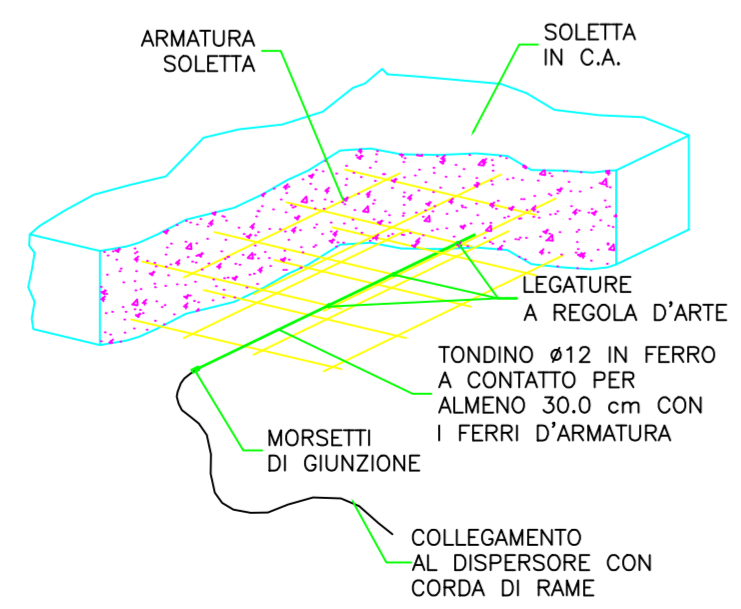 ARMATURA
SOLETTA
SOLETTA
IN C.A.
LEGATURE
A REGOLA D'ARTE
TONDINO ø12 IN FERRO
A CONTATTO PER
ALMENO 30.0 cm CON
I FERRI D'ARMATURA
MORSETTI
DI GIUNZIONE
COLLEGAMENTO
AL DISPERSORE CON
CORDA DI RAME